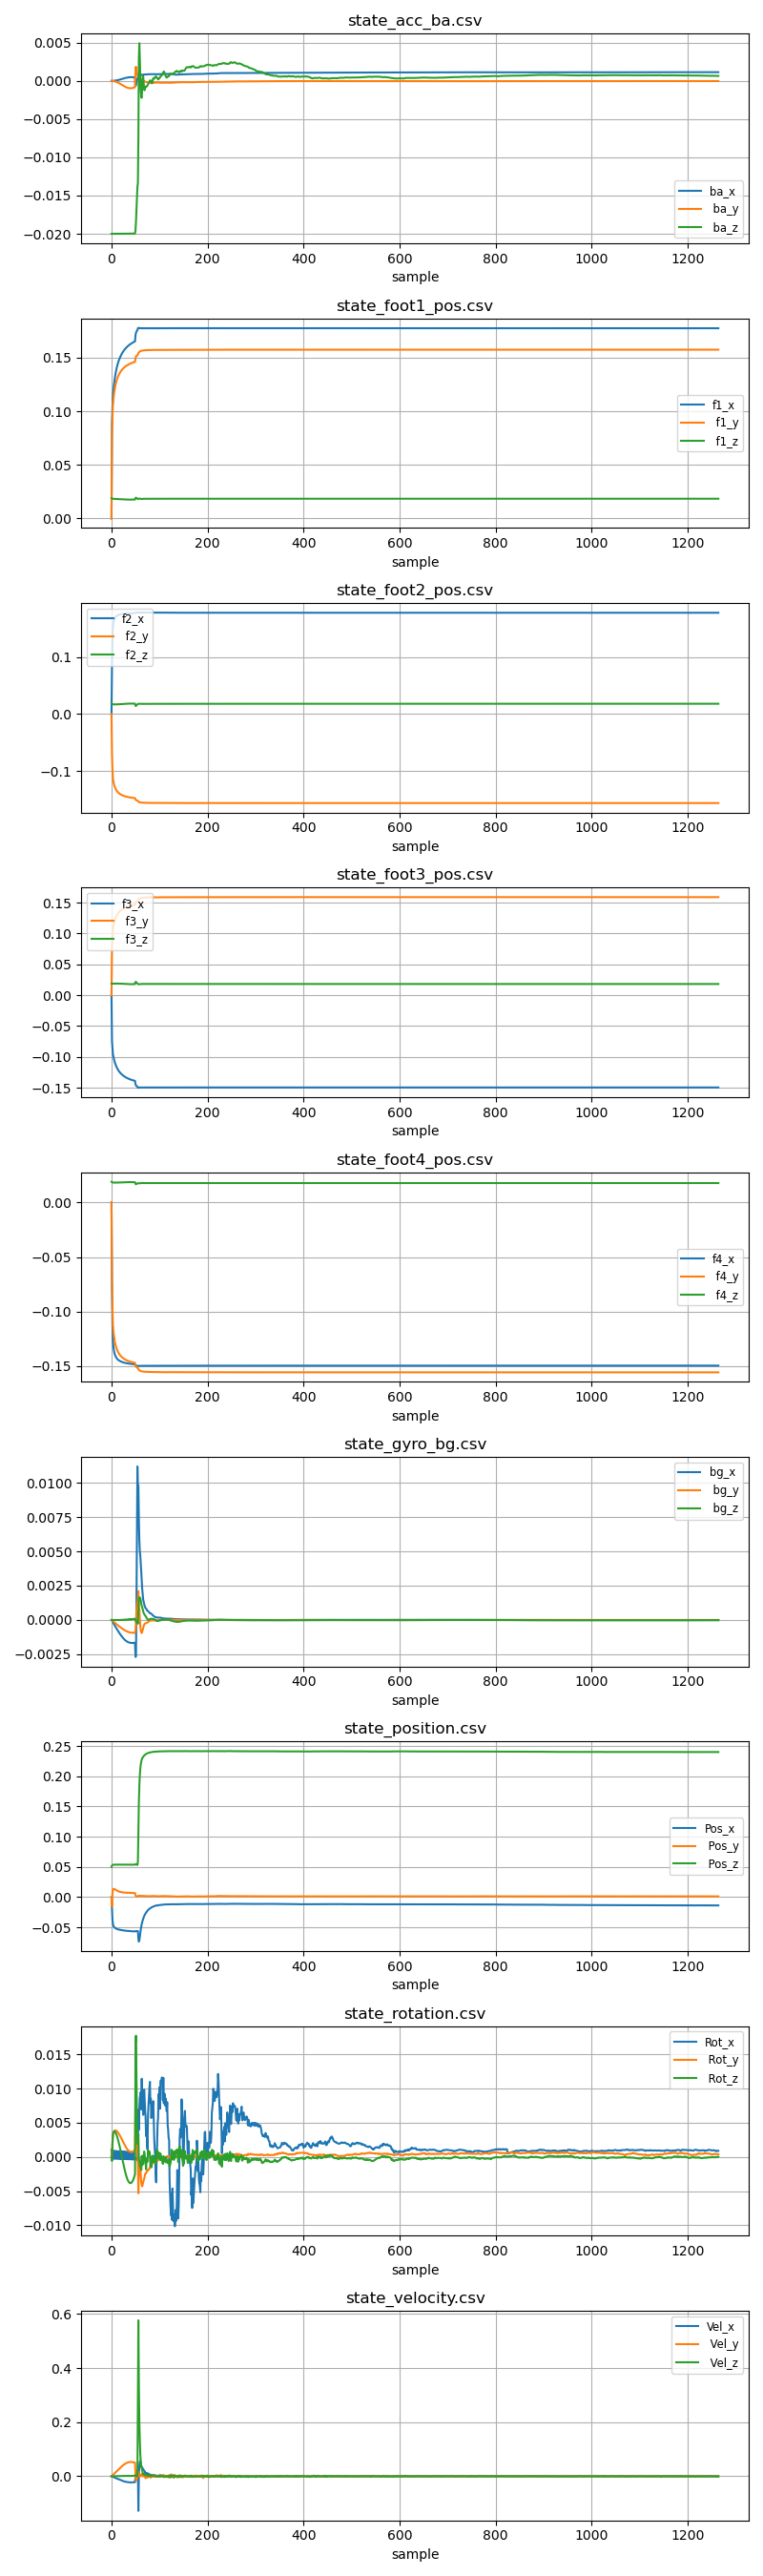 state_acc_ba.csv
0.005
0.000
−0.005
−0.010
−0.015
−0.020
ba_x
ba_y
ba_z
0 200 400 600 800 1000 1200
sample
state_foot1_pos.csv
0.15
0.10
0.05
0.00
f1_x
f1_y
f1_z
0 200 400 600 800 1000 1200
sample
state_foot2_pos.csv
f2_x
f2_y
f2_z
0.1
0.0
−0.1
0 200 400 600 800 1000 1200
sample
state_foot3_pos.csv
f3_x
f3_y
f3_z
0.15
0.10
0.05
0.00
−0.05
−0.10
−0.15
0 200 400 600 800 1000 1200
sample
state_foot4_pos.csv
0.00
−0.05
−0.10
−0.15
f4_x
f4_y
f4_z
0 200 400 600 800 1000 1200
sample
state_gyro_bg.csv
bg_x
bg_y
bg_z
0.0100
0.0075
0.0050
0.0025
0.0000
−0.0025
0 200 400 600 800 1000 1200
sample
state_position.csv
0.25
0.20
0.15
0.10
0.05
0.00
−0.05
Pos_x
Pos_y
Pos_z
0 200 400 600 800 1000 1200
sample
state_rotation.csv
Rot_x
Rot_y
Rot_z
0.015
0.010
0.005
0.000
−0.005
−0.010
0 200 400 600 800 1000 1200
sample
state_velocity.csv
Vel_x
Vel_y
Vel_z
0.6
0.4
0.2
0.0
0 200 400 600 800 1000 1200
sample